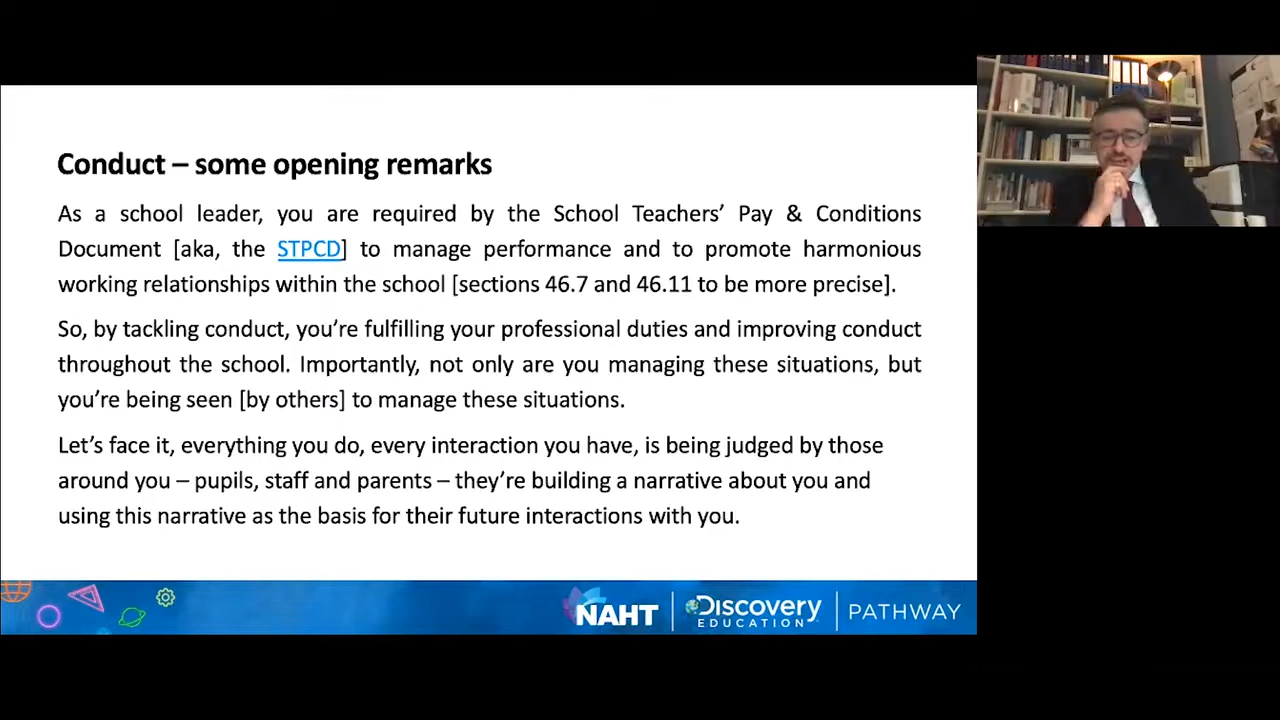 Conduct – some opening remarks
As a school leader, you are required by the School Teachers’ Pay & Conditions
Document [aka, the STPCD] to manage performance and to promote harmonious
working relationships within the school [sections 46.7 and 46.11 to be more precise].
So, by tackling conduct, you’re fulfilling your professional duties and improving conduct
throughout the school. Importantly, not only are you managing these situations, but
you’re being seen [by others] to manage these situations.
Let’s face it, everything you do, every interaction you have, is being judged by those
around you – pupils, staff and parents – they’re building a narrative about you and
using this narrative as the basis for their future interactions with you.
NAHT
Discovery
EDUCATION
PATHWAY